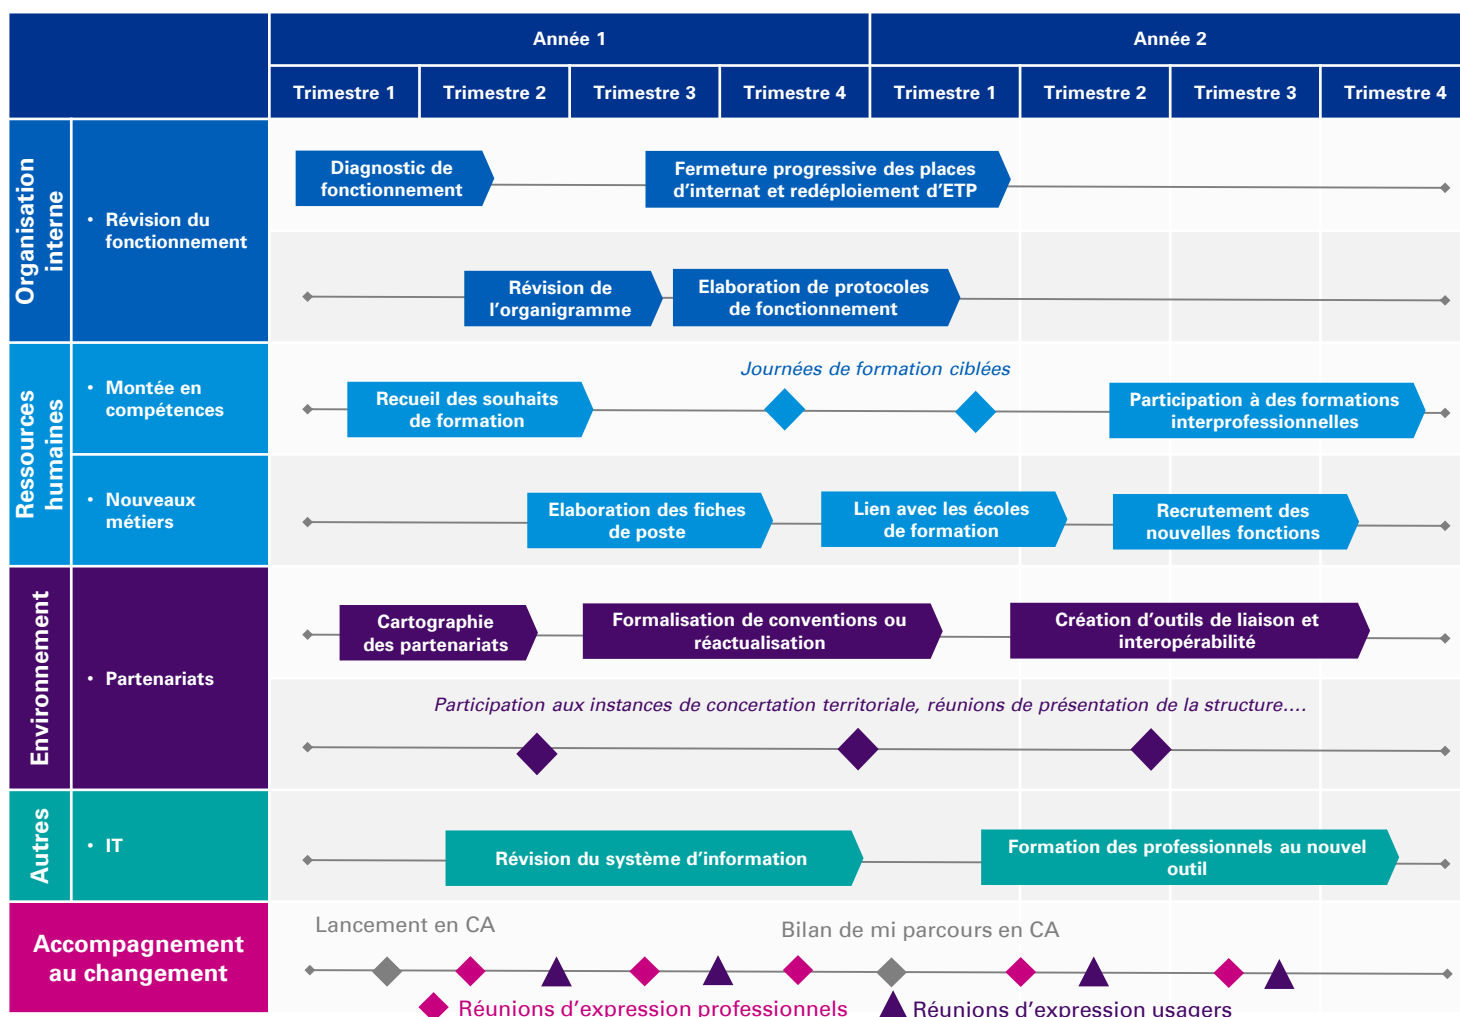 Année 1
Année 2
Trimestre 1
Trimestre 2
Trimestre 3
Trimestre 4
Trimestre 1
Trimestre 2
Trimestre 3
Trimestre 4
Organisation
interne
• Révision du
fonctionnement
Diagnostic de
fonctionnement
Fermeture progressive des places
d'internat et redéploiement d'ETP
Révision de
l'organigramme
Elaboration de protocoles
de fonctionnement
Ressources
humaines
• Montée en
compétences
Journées de formation ciblées
Recueil des souhaits
de formation
Participation à des formations
interprofessionnelles
• Nouveaux
métiers
Elaboration des fiches
de poste
Lien avec les écoles
de formation
Recrutement des
nouvelles fonctions
Environnement
• Partenariats
Cartographie
des partenariats
Formalisation de conventions ou
réactualisation
Création d'outils de liaison et
interopérabilité
Participation aux instances de concertation territoriale, réunions de présentation de la structure....
Autres
• IT
Révision du système d'information
Formation des professionnels au nouvel
outil
Accompagnement
au changement
Lancement en CA
Bilan de mi parcours en CA
Réunions d'expression professionnels
Réunions d'expression usagers